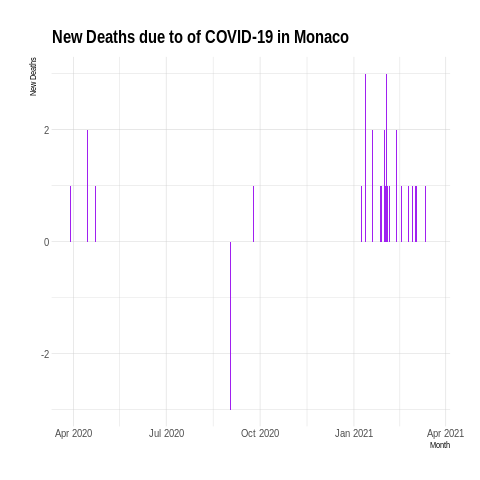 New Deaths due to of COVID-19 in Monaco
New Deaths
2
0
-2
Apr 2020 Jul 2020 Oct 2020 Jan 2021 Apr 2021
Month